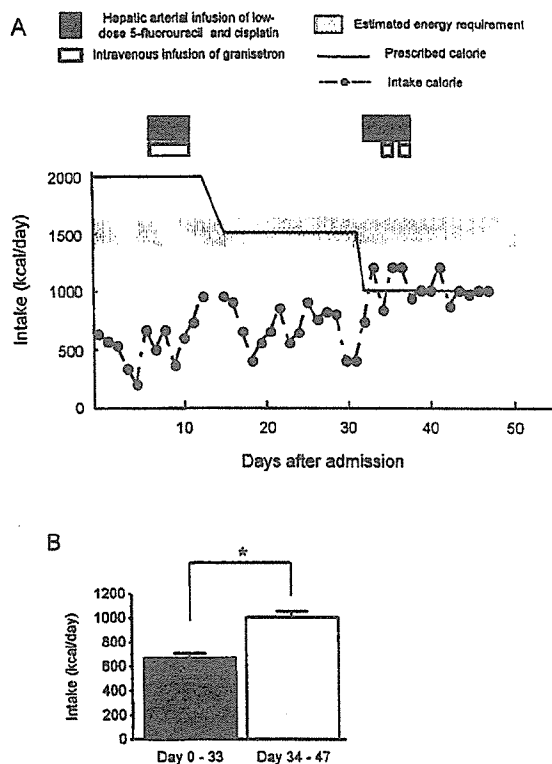 A
Hepatic arterial infusion of low-
dose 5-fluorouracil and cisplatin
Intravenous infusion of granisetron
Estimated energy requirement
Prescribed calorie
Intake calorie
Intake (kcal/day)
2000
1500
1000
500
0
10
20
30
40
50
Days after admission
B
*
Intake (kcal/day)
1200
1000
800
600
400
200
0
Day 0 - 33
Day 34 - 47